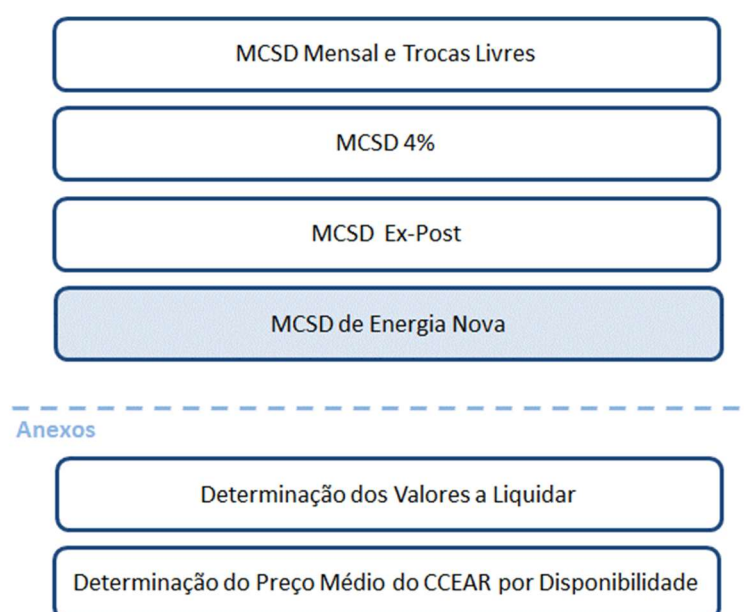 MCSD Mensal e Trocas Livres
MCSD 4%
MCSD Ex-Post
MCSD de Energia Nova
Anexos
Determinação dos Valores a Liquidar
Determinação do Preço Médio do CCEAR por Disponibilidade